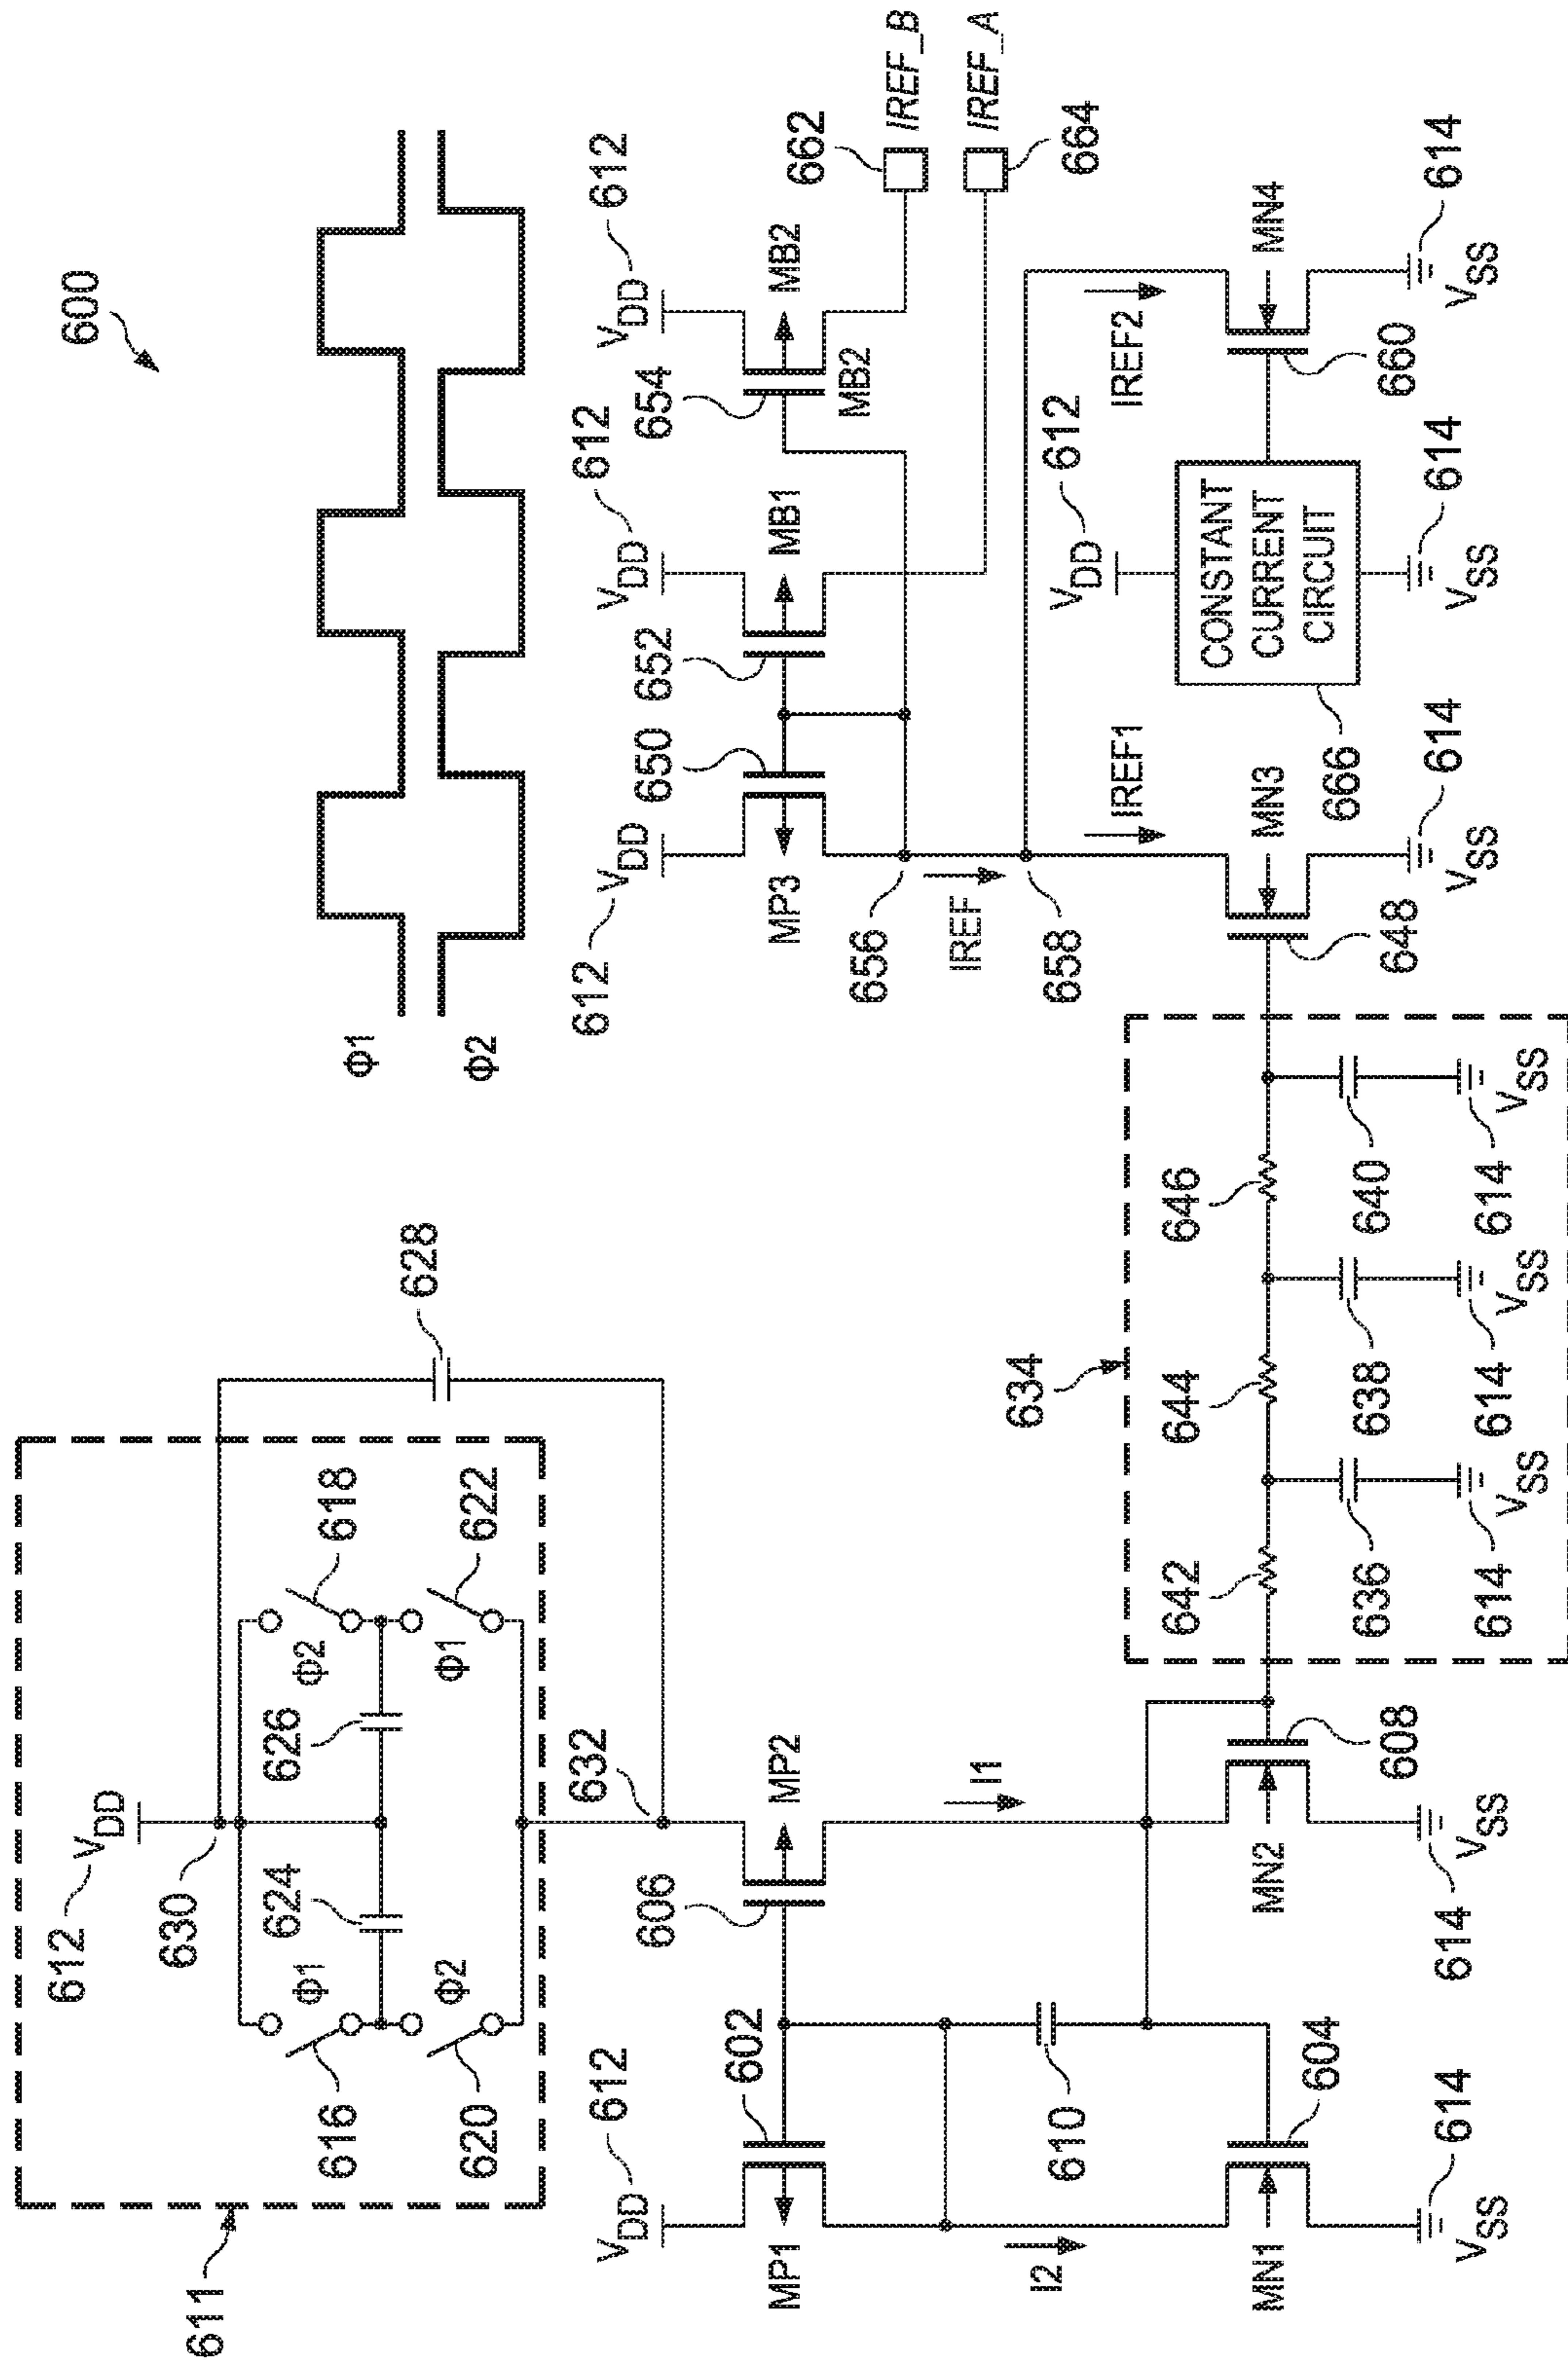 600
Φ1
Φ2
611
612
VDD
630
616
Φ1
624
626
Φ2
618
620
Φ2
Φ1
622
628
632
612
VDD
MP1
602
606
MP2
I2
I1
610
MN1
604
MN2
608
614
VSS
614
VSS
634
642
644
646
636
638
640
614
VSS
614
VSS
614
VSS
612
VDD
612
VDD
612
VDD
MP3
650
652
MB1
654
MB2
MB2
662
IREF_B
IREF_A
664
656
IREF
658
IREF1
IREF2
612
VDD
CONSTANT
CURRENT
CIRCUIT
MN3
648
666
MN4
660
614
VSS
614
VSS
614
VSS